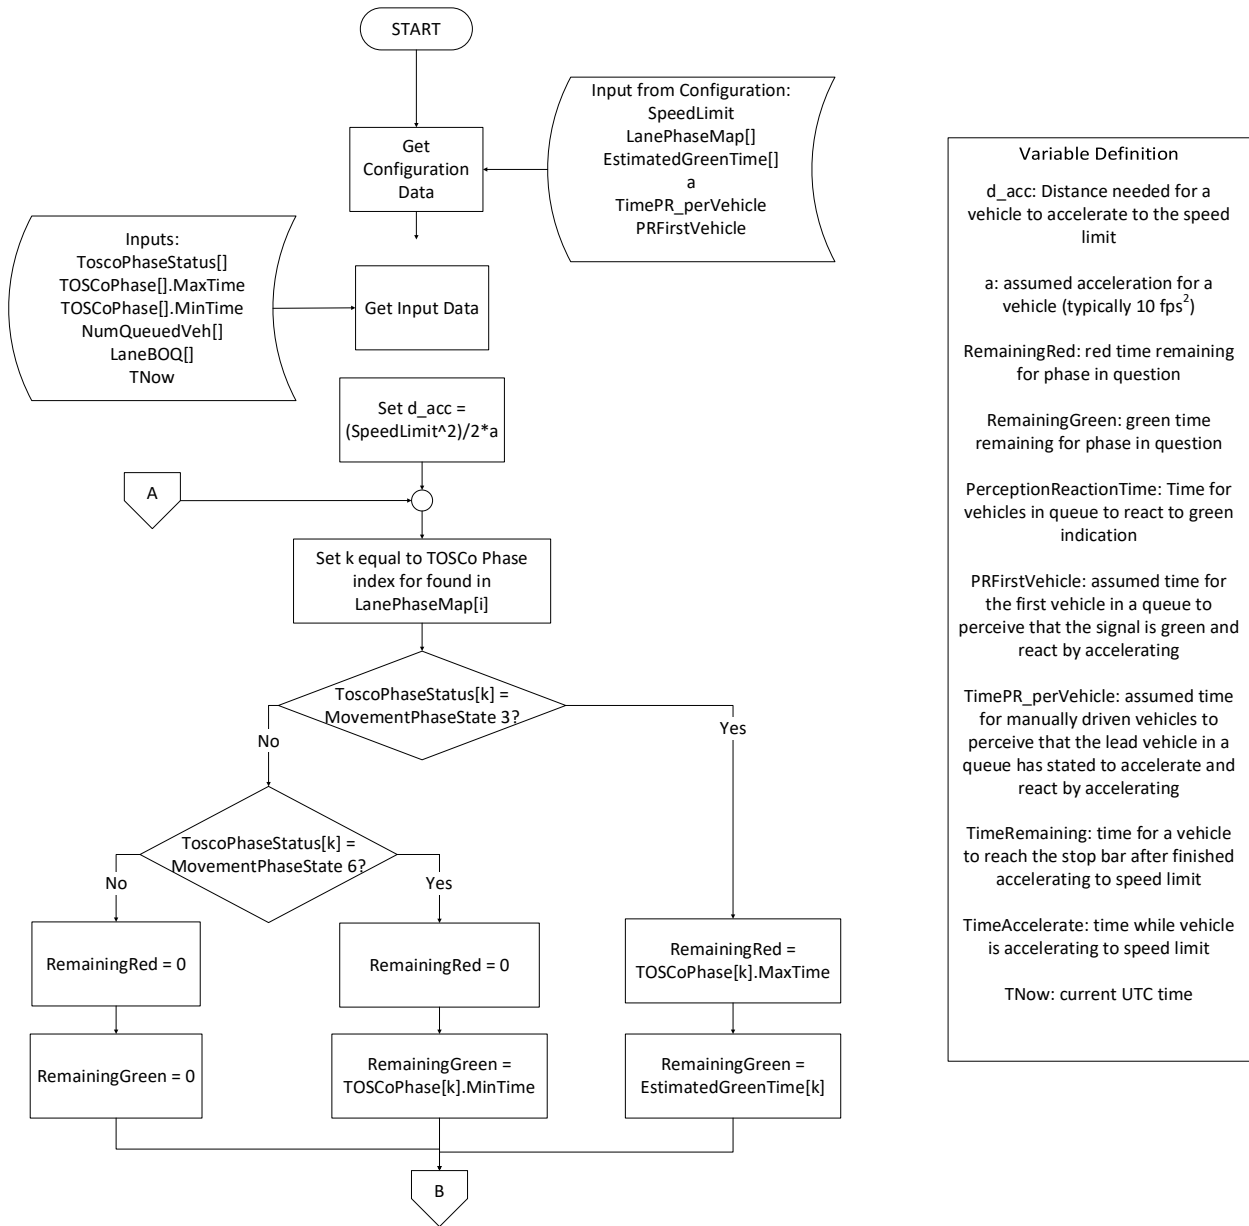 START
Input from Configuration:
SpeedLimit
LanePhaseMap[]
EstimatedGreenTime[]
a
TimePR_perVehicle
PRFirstVehicle
Get
Configuration
Data
Inputs:
ToscoPhaseStatus[]
TOSCoPhase[].MaxTime
TOSCoPhase[].MinTime
NumQueuedVeh[]
LaneBOQ[]
TNow
Get Input Data
Set d_acc =
(SpeedLimit^2)/2*a
A
Set k equal to TOSCo Phase
index for found in
LanePhaseMap[i]
ToscoPhaseStatus[k] =
MovementPhaseState 3?
No
Yes
ToscoPhaseStatus[k] =
MovementPhaseState 6?
No
Yes
RemainingRed = 0
RemainingRed = 0
RemainingRed =
TOSCoPhase[k].MaxTime
RemainingGreen = 0
RemainingGreen =
TOSCoPhase[k].MinTime
RemainingGreen =
EstimatedGreenTime[k]
B
Variable Definition
d_acc: Distance needed for a
vehicle to accelerate to the speed
limit
a: assumed acceleration for a
vehicle (typically 10 fps²)
RemainingRed: red time remaining
for phase in question
RemainingGreen: green time
remaining for phase in question
PerceptionReactionTime: Time for
vehicles in queue to react to green
indication
PRFirstVehicle: assumed time for
the first vehicle in a queue to
perceive that the signal is green and
react by accelerating
TimePR_perVehicle: assumed time
for manually driven vehicles to
perceive that the lead vehicle in a
queue has stated to accelerate and
react by accelerating
TimeRemaining: time for a vehicle
to reach the stop bar after finished
accelerating to speed limit
TimeAccelerate: time while vehicle
is accelerating to speed limit
TNow: current UTC time